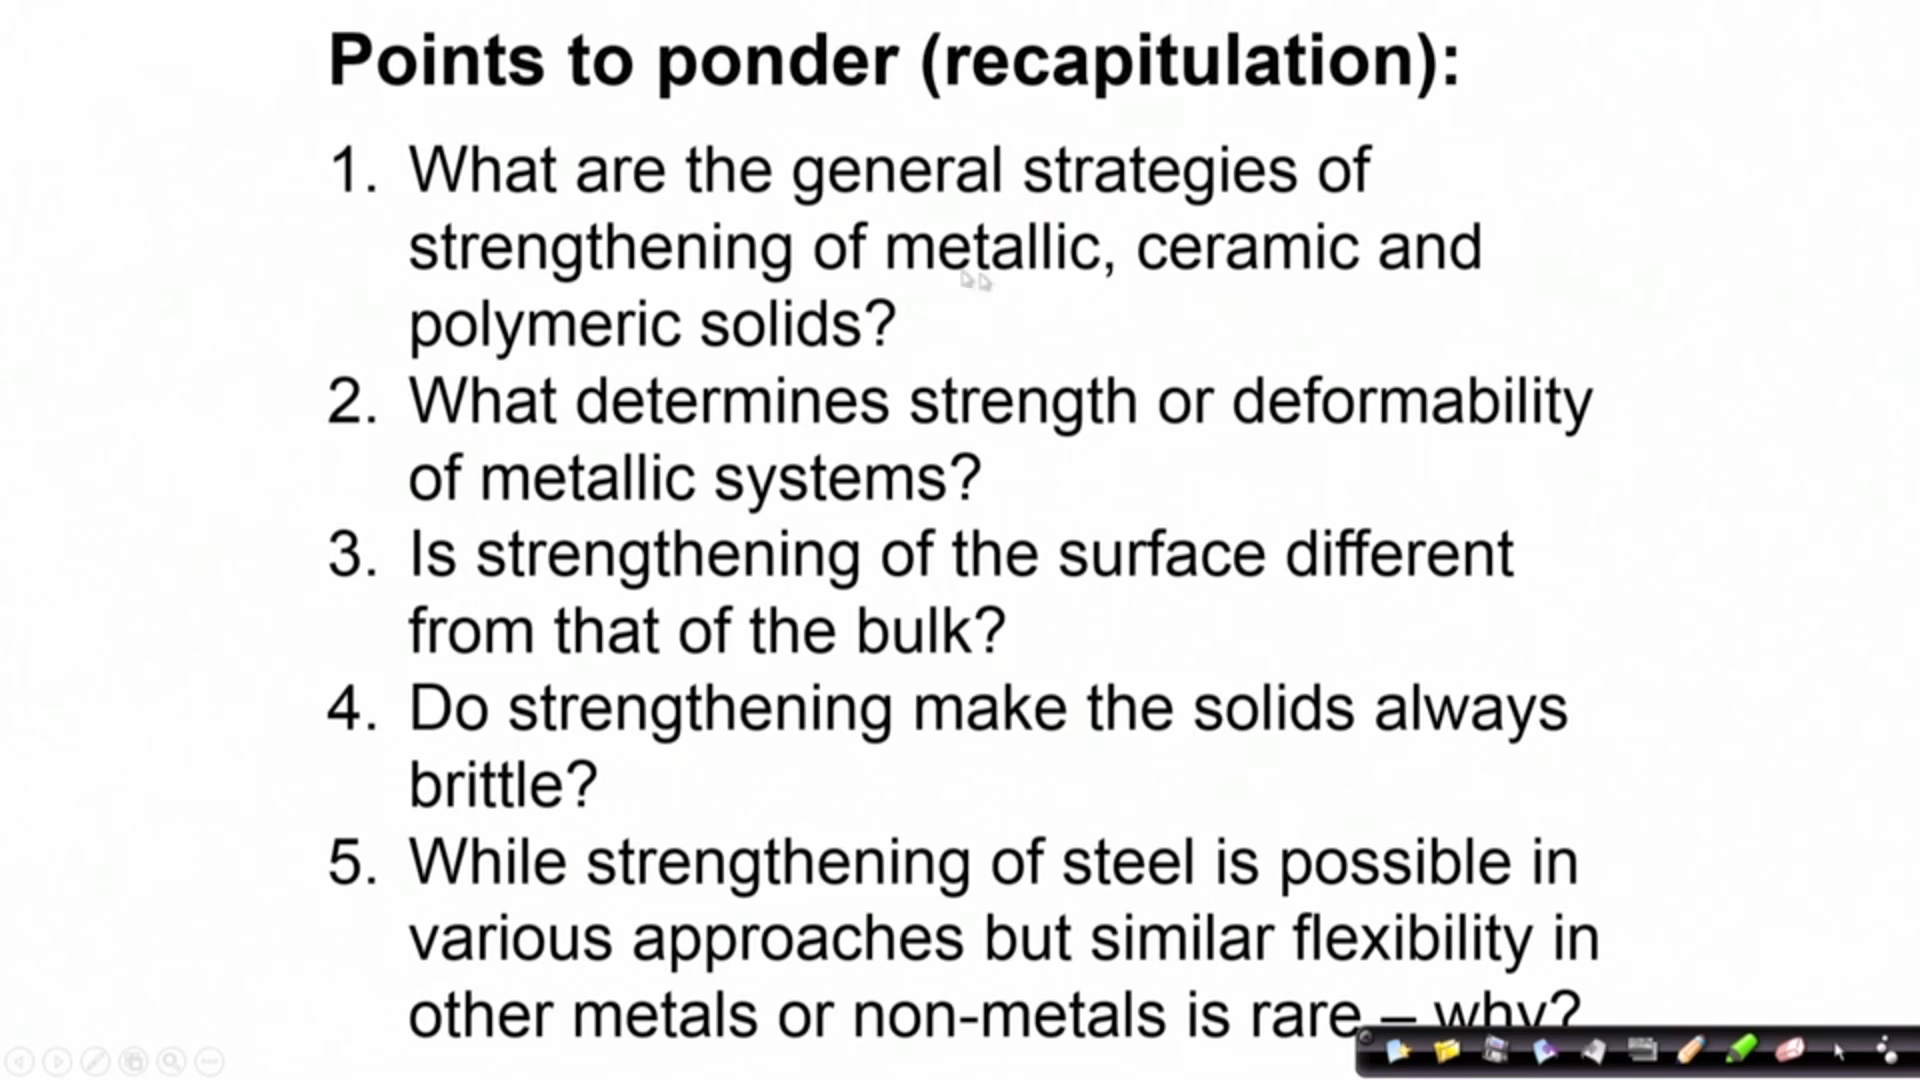 Points to ponder (recapitulation):
1. What are the general strategies of
strengthening of metallic, ceramic and
polymeric solids?
2. What determines strength or deformability
of metallic systems?
3. Is strengthening of the surface different
from that of the bulk?
4. Do strengthening make the solids always
brittle?
5. While strengthening of steel is possible in
various approaches but similar flexibility in
other metals or non-metals is rare – why?